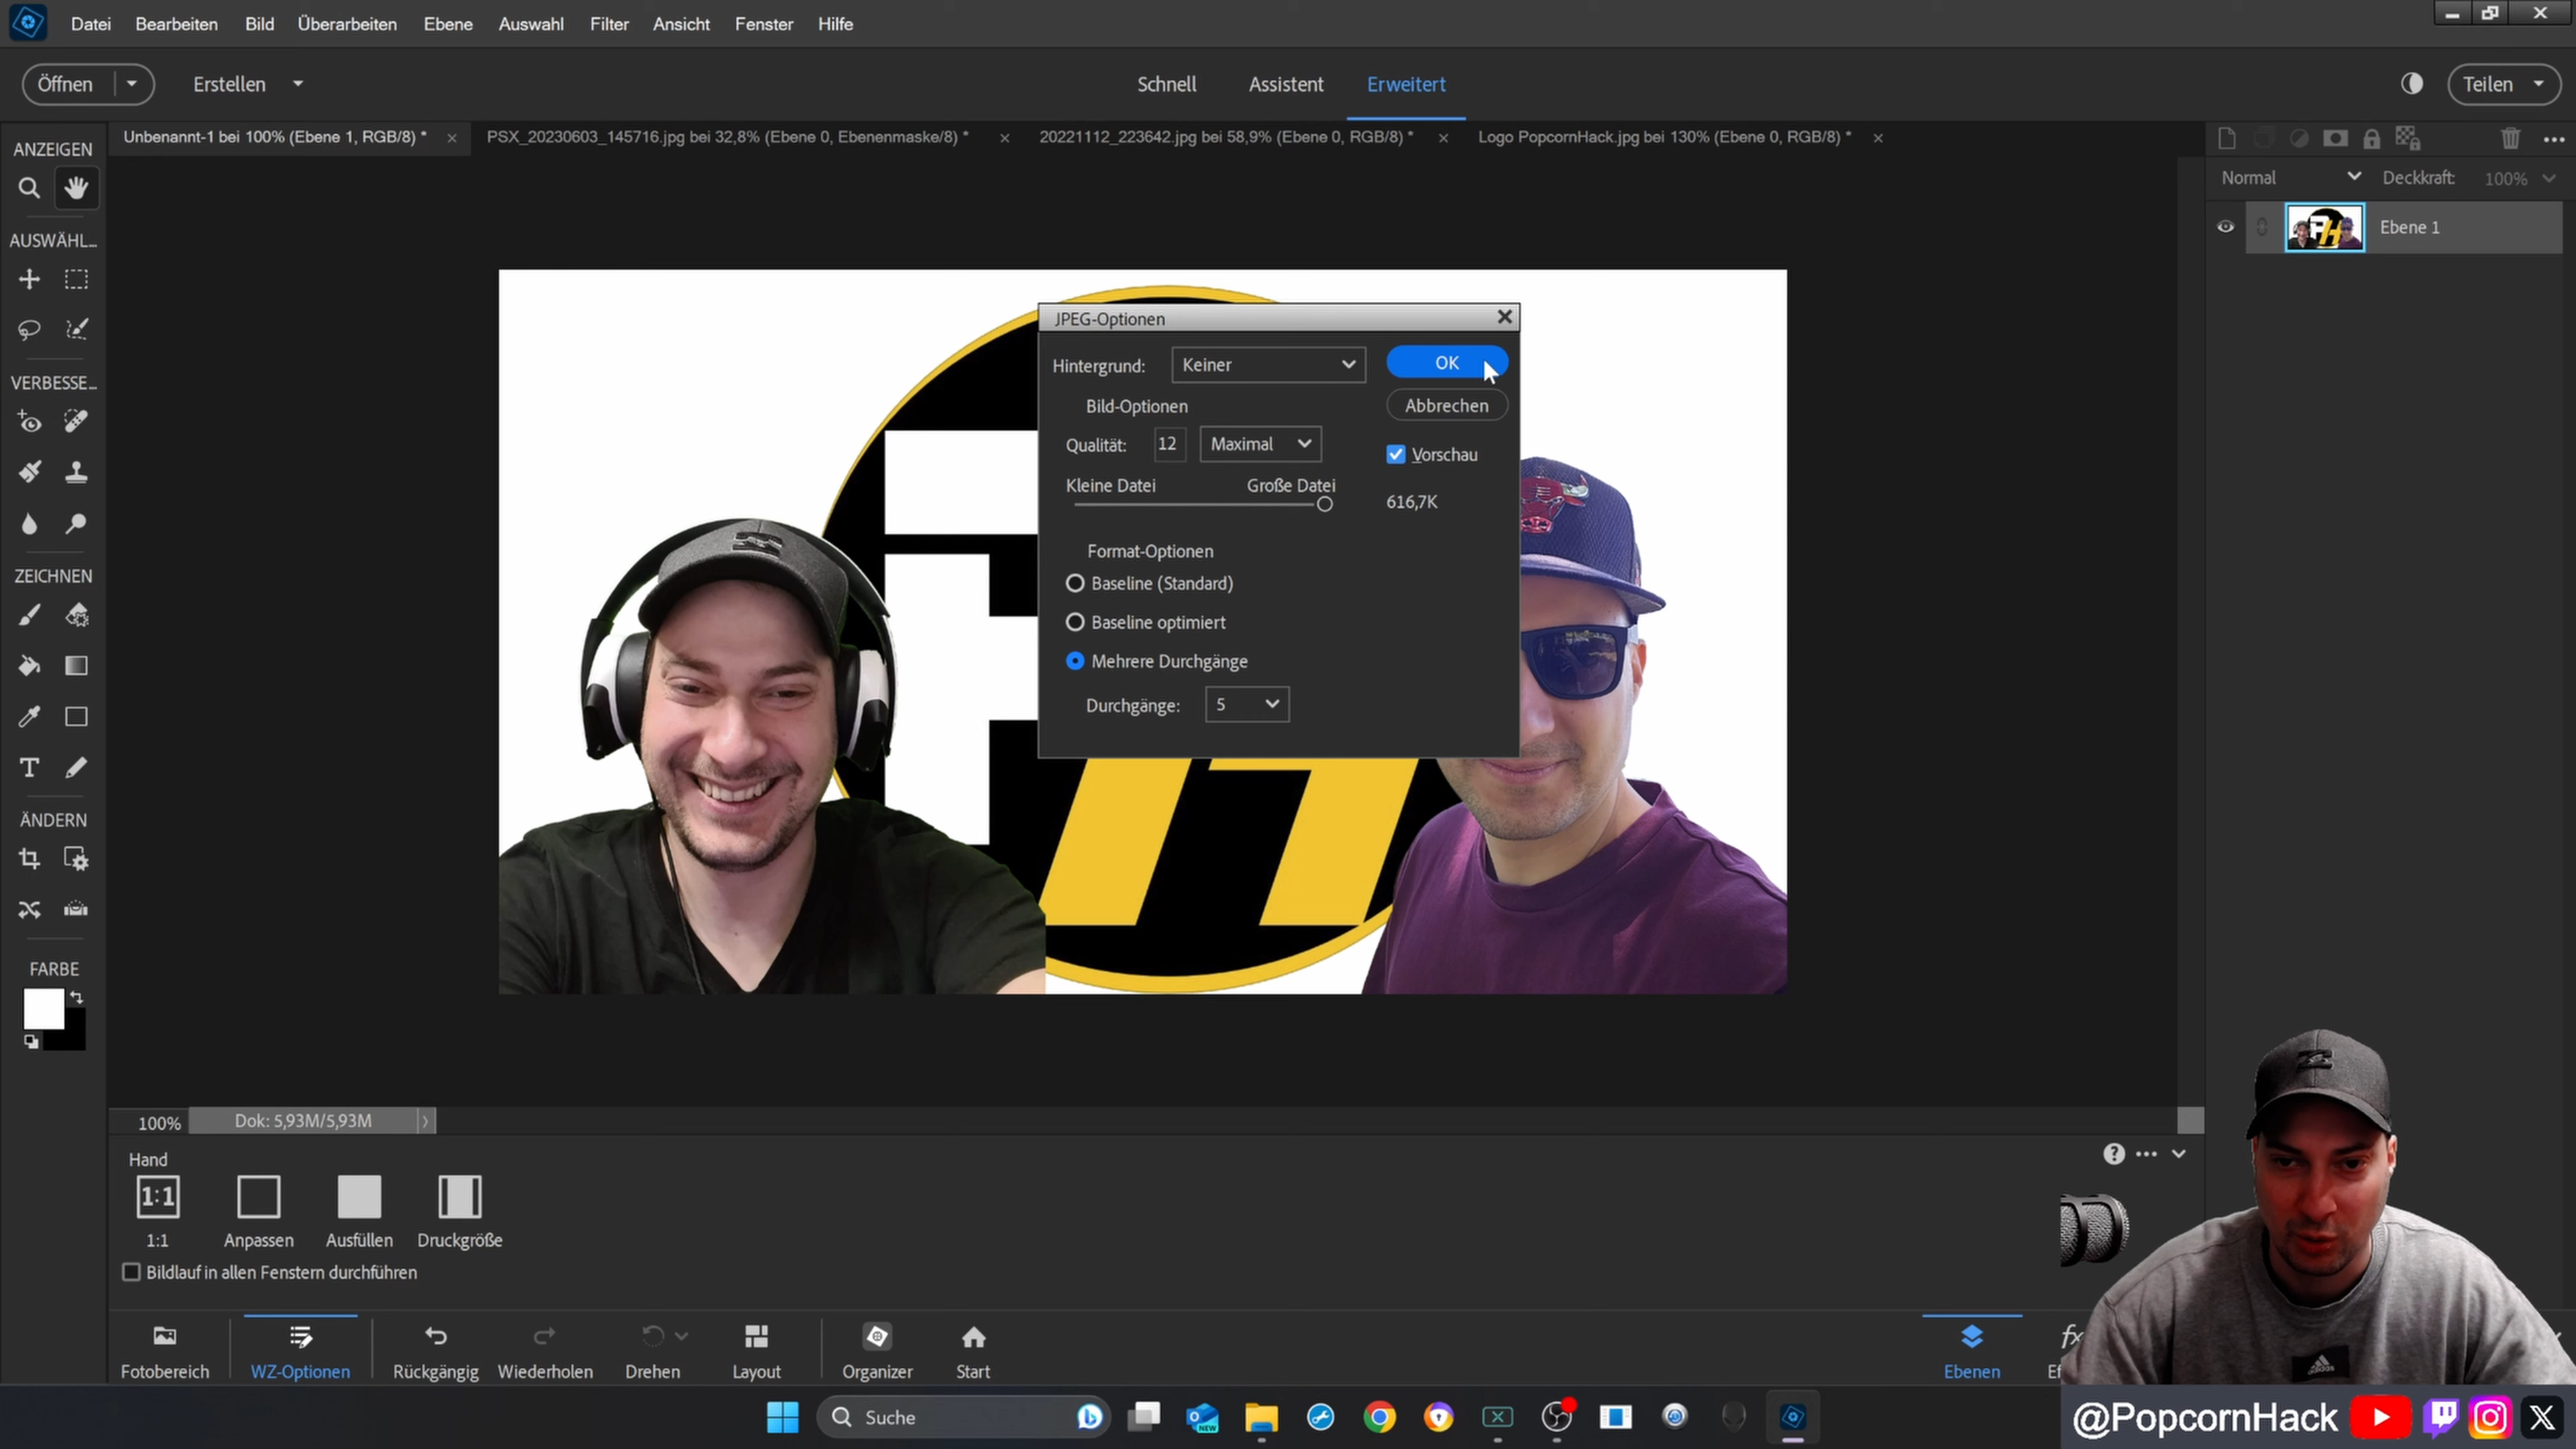 Datei Bearbeiten Bild Überarbeiten Ebene Auswahl Filter Ansicht Fenster Hilfe
Öffnen Erstellen Schnell Assistent Erweitert Teilen
Unbenannt-1 bei 100% (Ebene 1, RGB/8) * PSX_20230603_145716.jpg bei 32,8% (Ebene 0, Ebenenmaske/8) * 20221112_223642.jpg bei 58,9% (Ebene 0, RGB/8) * Logo PopcornHack.jpg bei 130% (Ebene 0, RGB/8) *
ANZEIGEN
AUSWÄHL...
VERBESSE...
ZEICHNEN
ÄNDERN
FARBE
Normal Deckkraft: 100%
Ebene 1
JPEG-Optionen
Hintergrund: Keiner OK
Bild-Optionen Abbrechen
Qualität: 12 Maximal Vorschau
Kleine Datei Große Datei
616,7K
Format-Optionen
Baseline (Standard)
Baseline optimiert
Mehrere Durchgänge
Durchgänge: 5
100% Dok: 5,93M/5,93M
Hand
1:1
1:1 Anpassen Ausfüllen Druckgröße
Bildlauf in allen Fenstern durchführen
Fotobereich WZ-Optionen Rückgängig Wiederholen Drehen Layout Organizer Start Ebenen
Suche
NEW
adidas
@PopcornHack